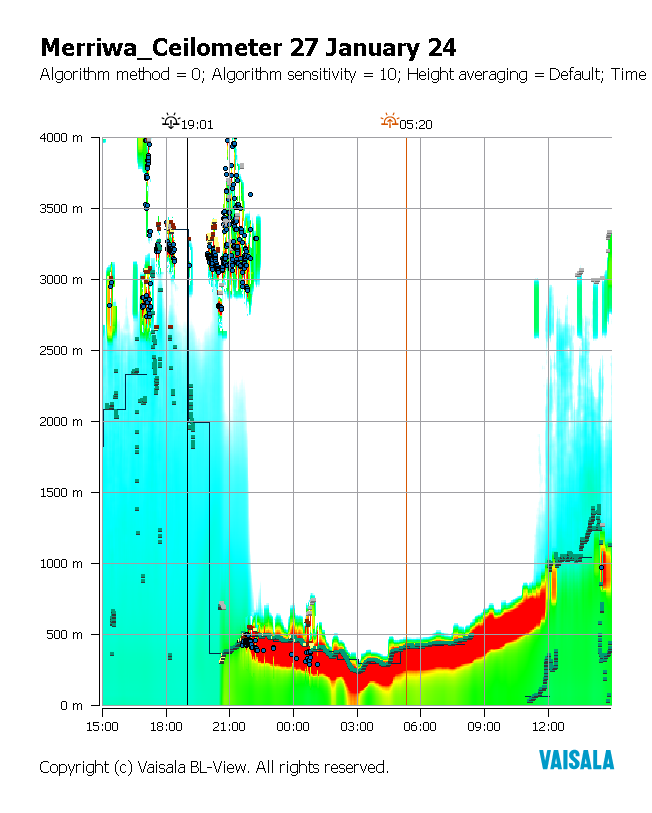 Merriwa_Ceilometer 27 January 24
Algorithm method = 0; Algorithm sensitivity = 10; Height averaging = Default; Time
19:01 05:20
4000 m
3500 m
3000 m
2500 m
2000 m
1500 m
1000 m
500 m
0 m
15:00 18:00 21:00 00:00 03:00 06:00 09:00 12:00
VAISALA
Copyright (c) Vaisala BL-View. All rights reserved.